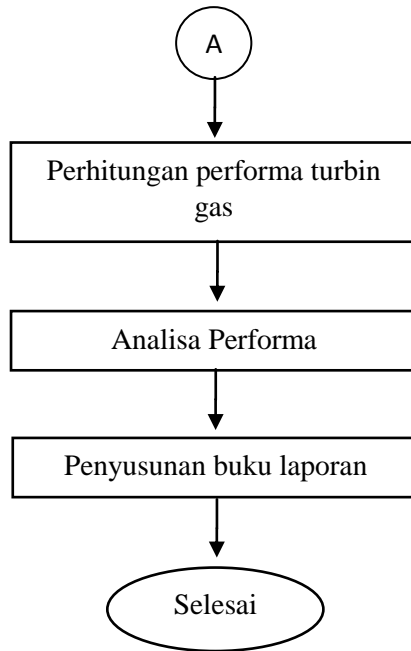 A
Perhitungan performa turbin
gas
Analisa Performa
Penyusunan buku laporan
Selesai